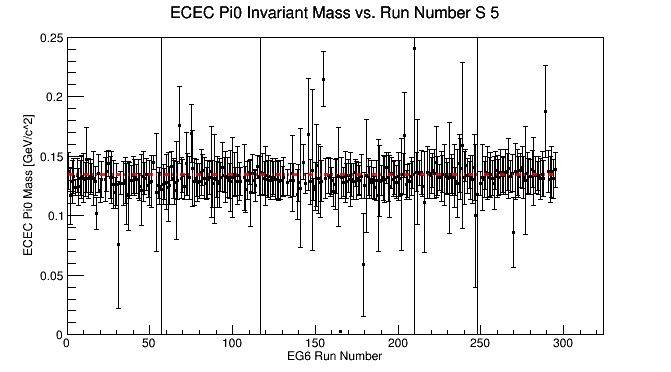 ECEC Pi0 Invariant Mass vs. Run Number S 5
ECEC Pi0 Mass [GeV/c^2]
0.25
0.2
0.15
0.1
0.05
0
0 50 100 150 200 250 300
EG6 Run Number